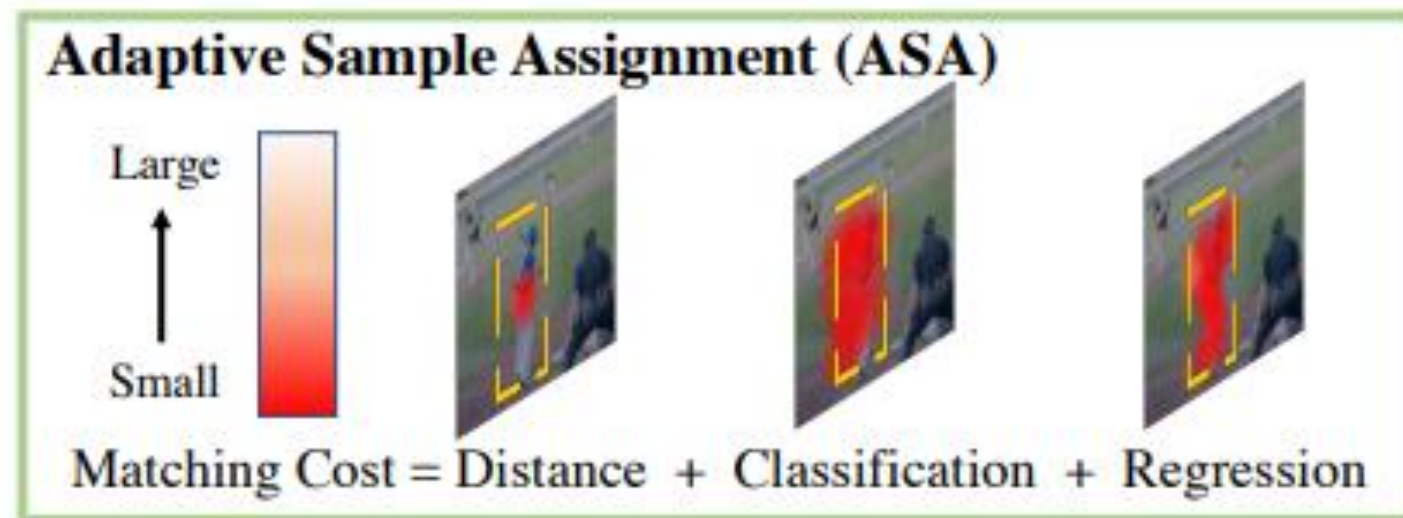 Adaptive Sample Assignment (ASA)
Large
Small
Matching Cost = Distance + Classification + Regression